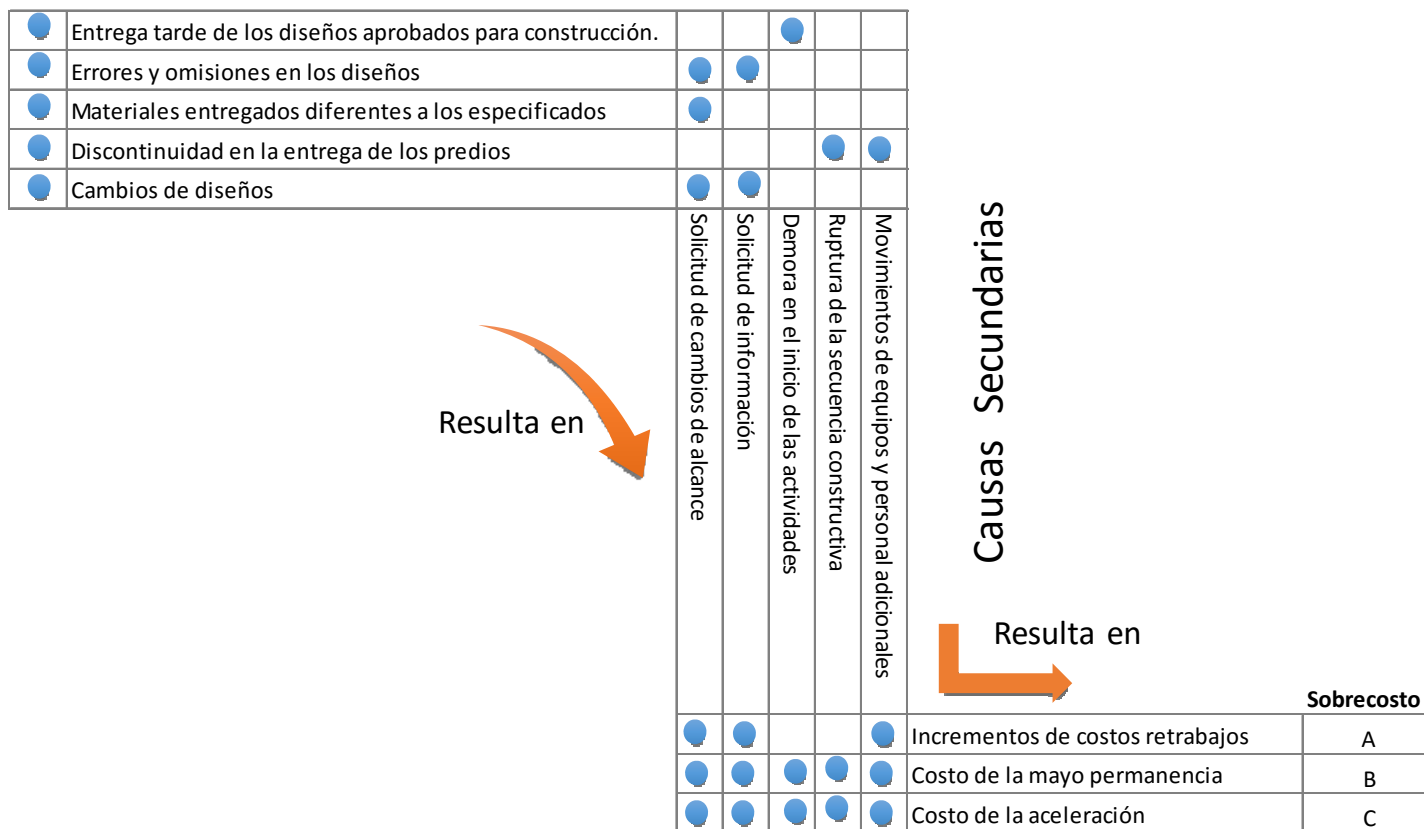 Entrega tarde de los diseños aprobados para construcción.
Errores y omisiones en los diseños
Materiales entregados diferentes a los especificados
Discontinuidad en la entrega de los predios
Cambios de diseños
Solicitud de cambios de alcance
Solicitud de información
Demora en el inicio de las actividades
Ruptura de la secuencia constructiva
Movimientos de equipos y personal adicionales
Causas Secundarias
Resulta en
Resulta en
Sobrecosto
Incrementos de costos retrabajos A
Costo de la mayo permanencia B
Costo de la aceleración C